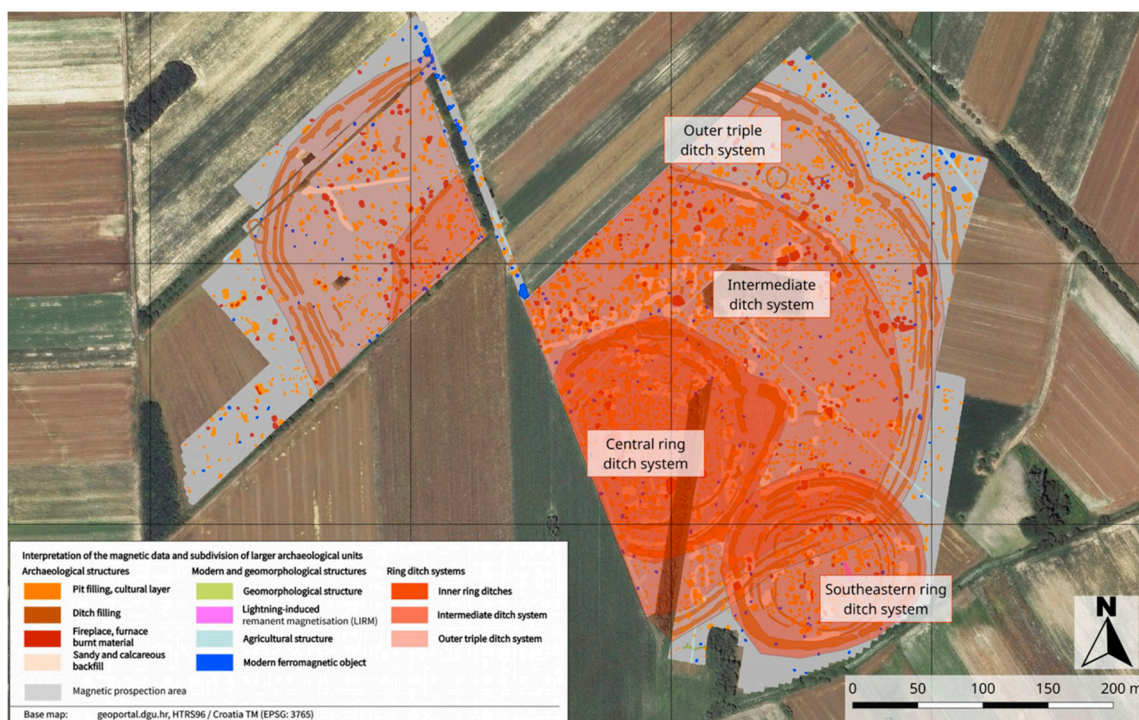 Outer triple
ditch system
Intermediate
ditch system
Central ring
ditch system
Southeastern ring
ditch system
Interpretation of the magnetic data and subdivision of larger archaeological units
Archaeological structures
Pit filling, cultural layer
Ditch filling
Fireplace, furnace
burnt material
Sandy and calcareous
backfill
Magnetic prospection area
Modern and geomorphological structures
Geomorphological structure
Lightning-induced
remanent magnetisation (LIRM)
Agricultural structure
Modern ferromagnetic object
Ring ditch systems
Inner ring ditches
Intermediate ditch system
Outer triple ditch system
Base map: geoportal.dgu.hr, HTRS96 / Croatia TM (EPSG: 3765)
N
0 50 100 150 200 m